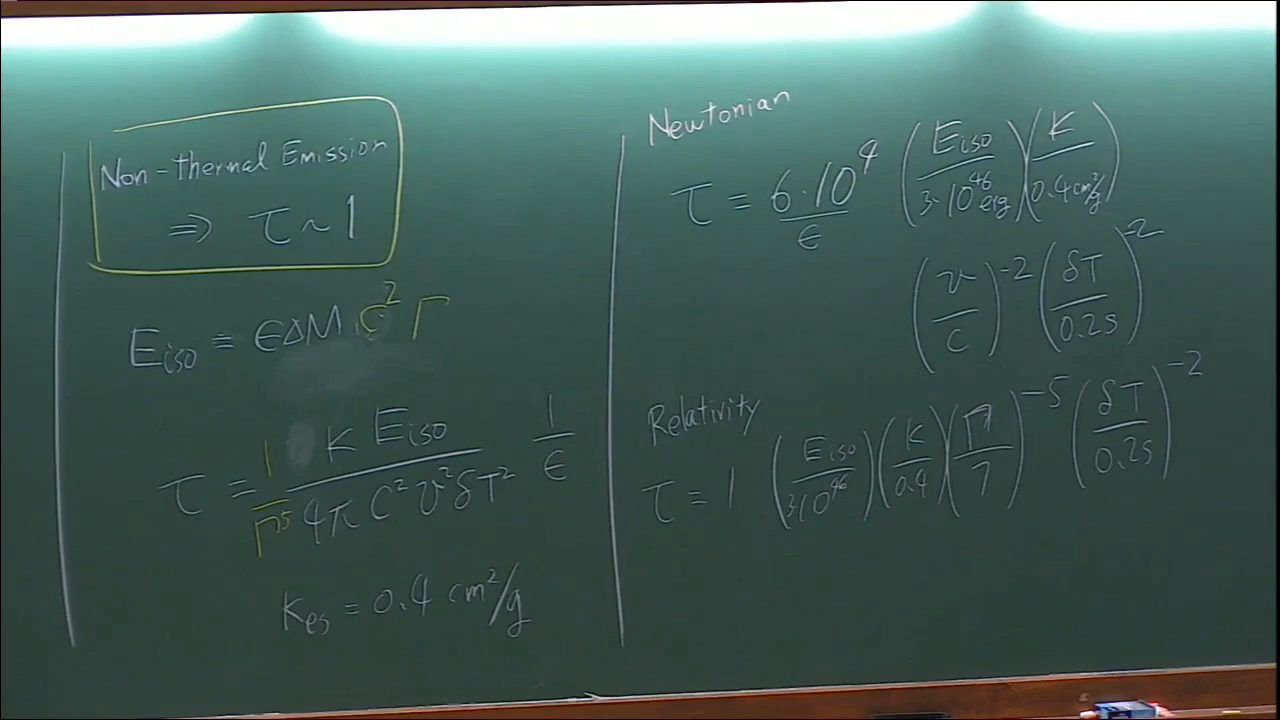 Non-thermal Emission
⇒ τ ~ 1
E_iso = εΔM c² Γ
τ = 1/Γ⁵ κ E_iso / 4π c² v² δT² 1/ε
κ_es = 0.4 cm²/g
Newtonian
τ = 6·10⁴/ε (E_iso / 3·10⁴⁶ erg) (κ / 0.4 cm²/g)
(v/c)⁻² (δT / 0.2s)⁻²
Relativity
τ = 1 (E_iso / 3·10⁴⁶) (κ / 0.4) (Γ / 7)⁻⁵ (δT / 0.2s)⁻²